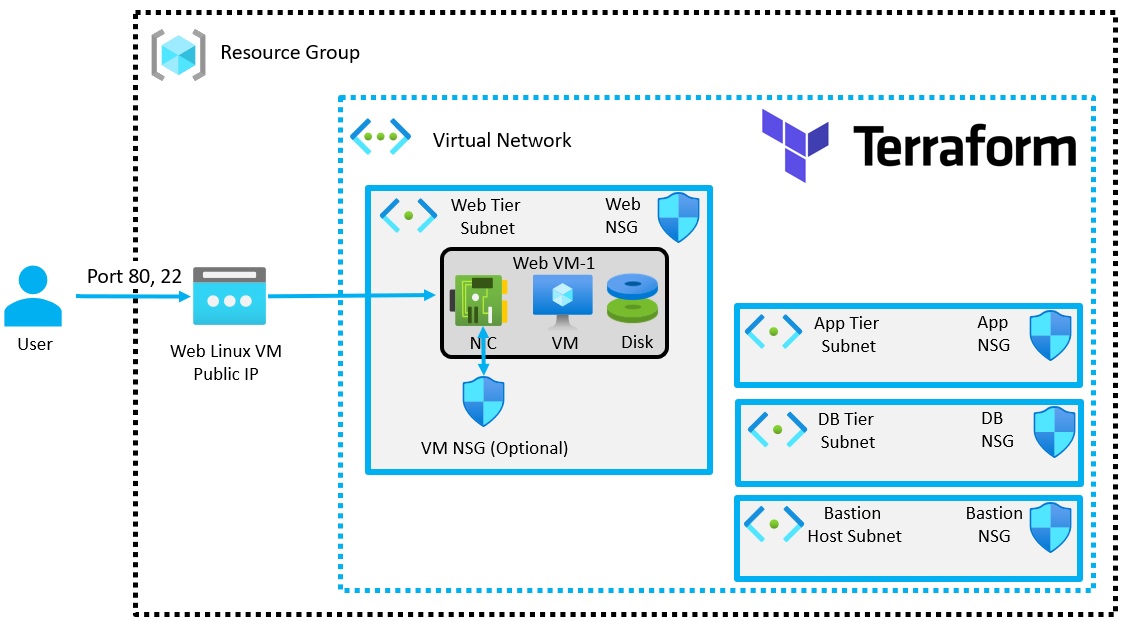 Resource Group
Virtual Network
Terraform
Web Tier
Subnet
Web
NSG
Web VM-1
NIC
VM
Disk
VM NSG (Optional)
Port 80, 22
User
Web Linux VM
Public IP
App Tier
Subnet
App
NSG
DB Tier
Subnet
DB
NSG
Bastion
Host Subnet
Bastion
NSG